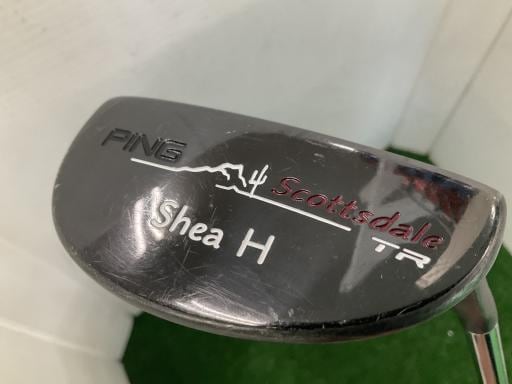 PING
Scottsdale
TR
Shea H